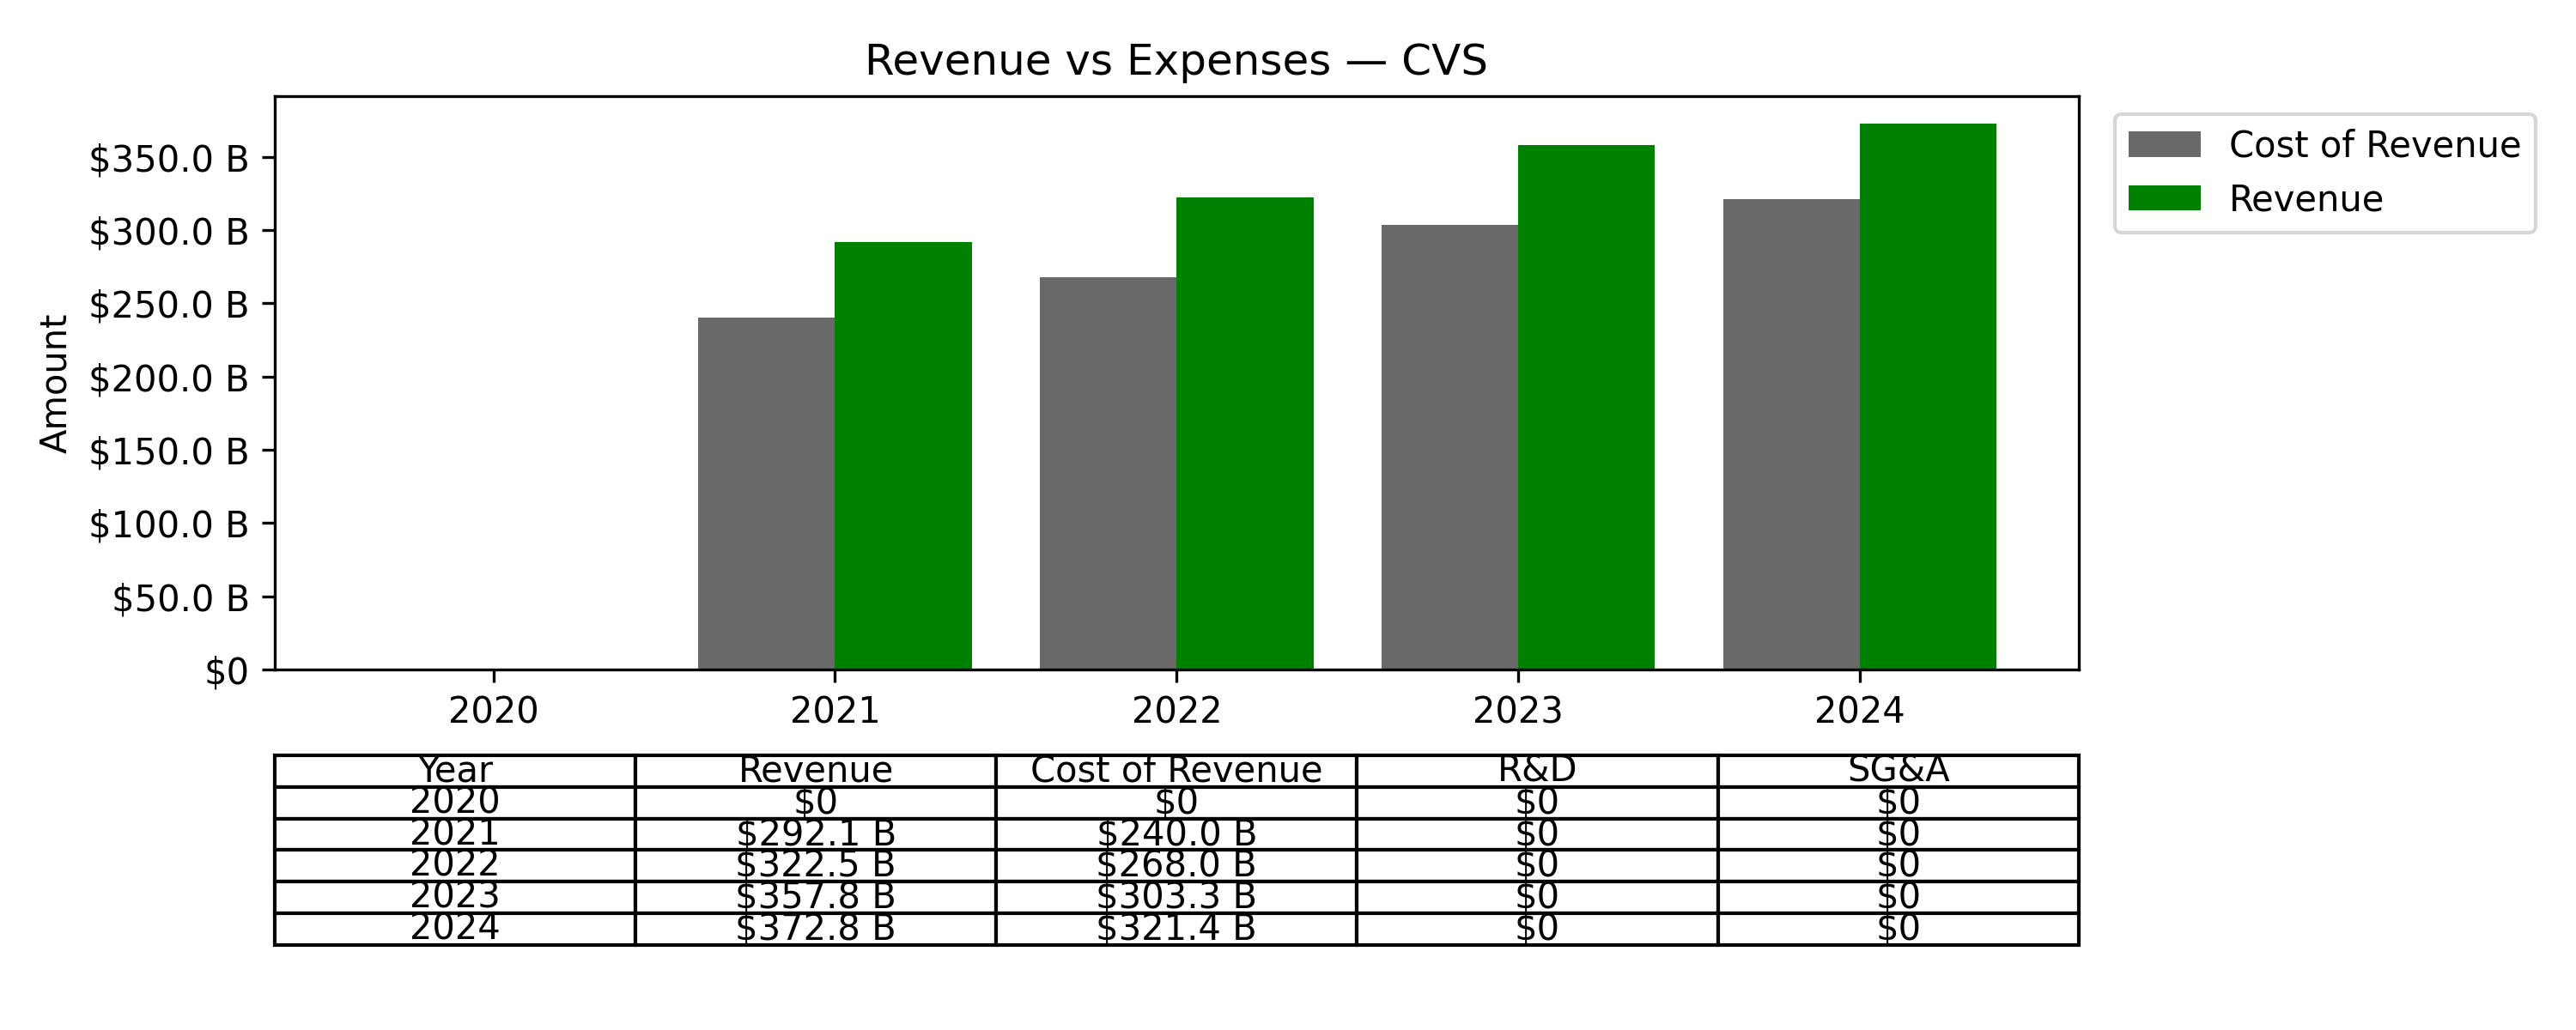 Revenue vs Expenses — CVS
Cost of Revenue
Revenue
Amount
$350.0 B
$300.0 B
$250.0 B
$200.0 B
$150.0 B
$100.0 B
$50.0 B
$0
2020 2021 2022 2023 2024
Year Revenue Cost of Revenue R&D SG&A
2020 $0 $0 $0 $0
2021 $292.1 B $240.0 B $0 $0
2022 $322.5 B $268.0 B $0 $0
2023 $357.8 B $303.3 B $0 $0
2024 $372.8 B $321.4 B $0 $0